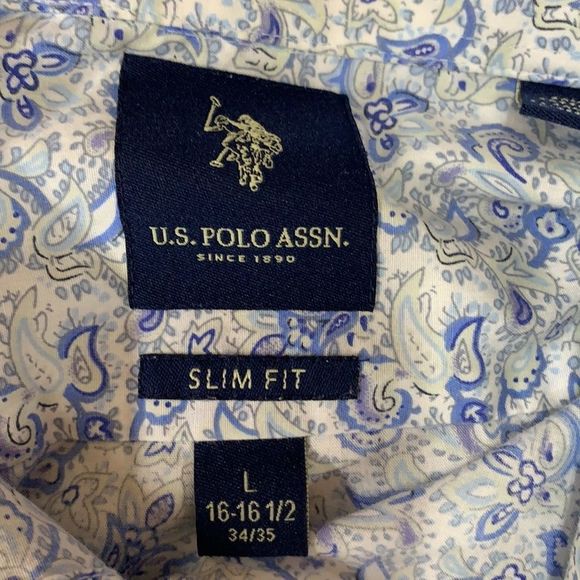 U.S. POLO ASSN.
SINCE 1890
SLIM FIT
L
16-16 1/2
34/35